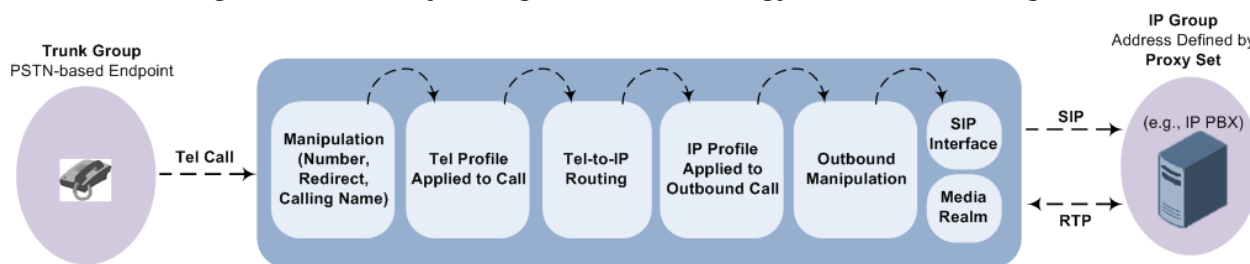 Trunk Group
PSTN-based Endpoint
Tel Call
Manipulation
(Number,
Redirect,
Calling Name)
Tel Profile
Applied to Call
Tel-to-IP
Routing
IP Profile
Applied to
Outbound Call
Outbound
Manipulation
SIP
Interface
Media
Realm
SIP
RTP
IP Group
Address Defined by
Proxy Set
(e.g., IP PBX)